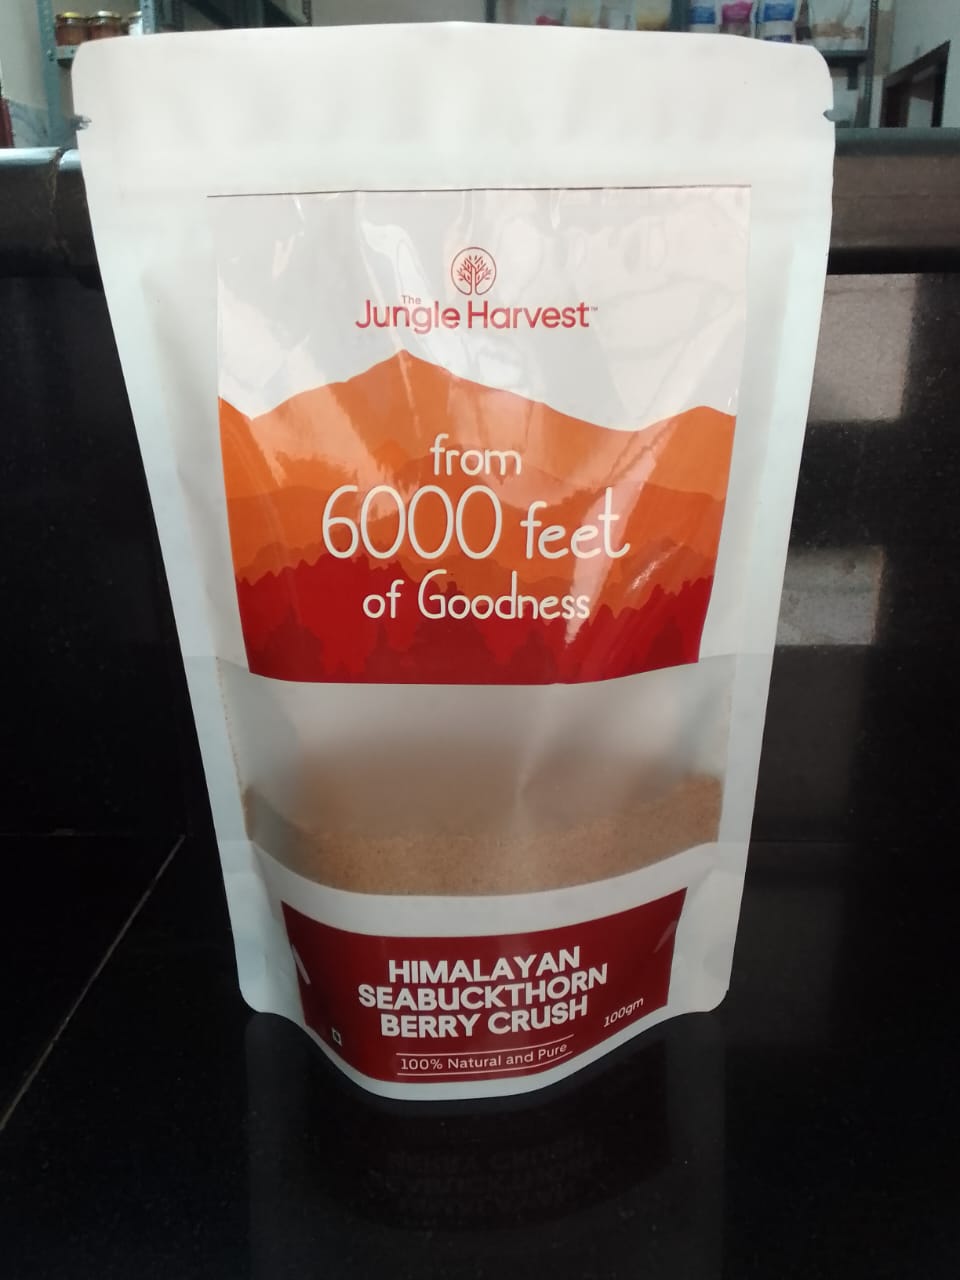 The
Jungle Harvest™
from
6000 feet
of Goodness
HIMALAYAN
SEABUCKTHORN
BERRY CRUSH
100gm
100% Natural and Pure